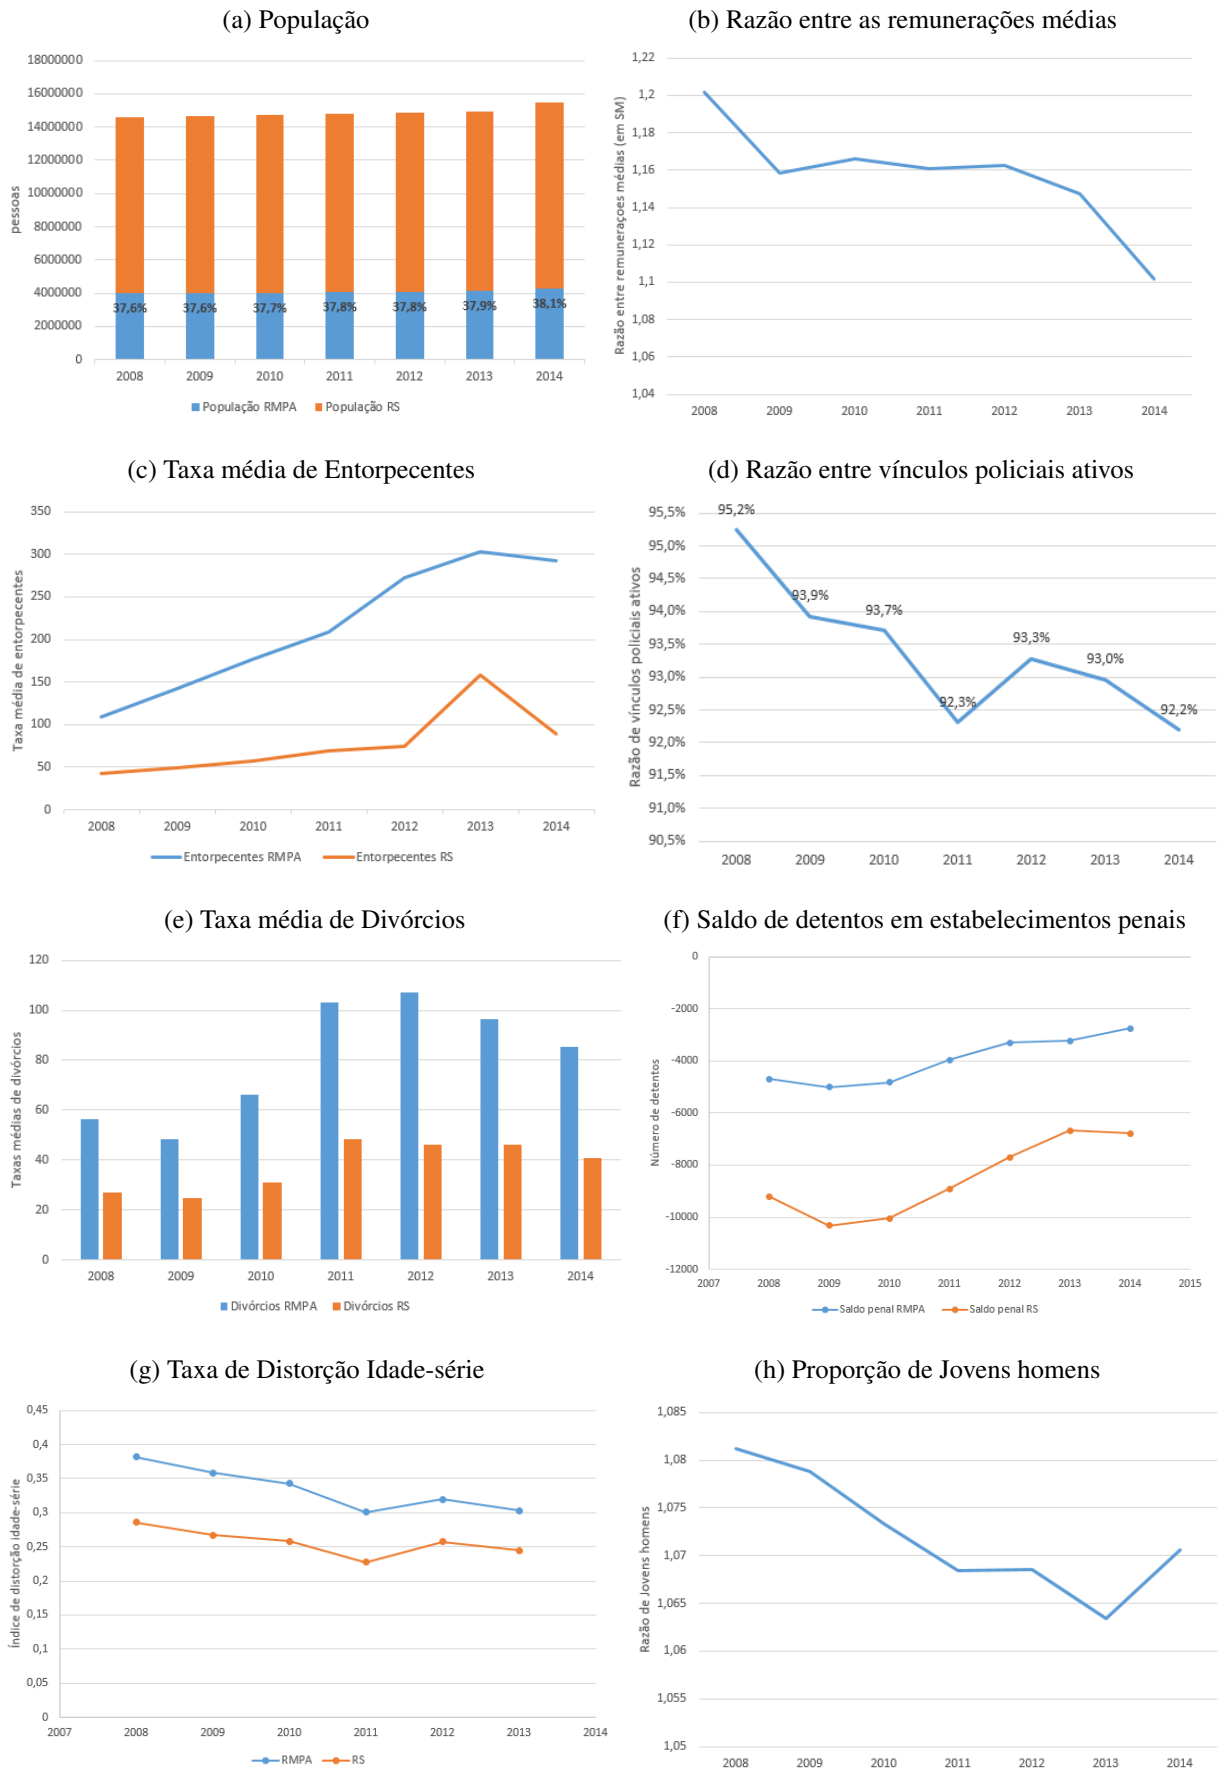 (a) População
18000000
16000000
14000000
12000000
10000000
8000000
6000000
4000000
2000000
0
pessoas
37,6% 37,6% 37,7% 37,8% 37,8% 37,9% 38,1%
2008 2009 2010 2011 2012 2013 2014
População RMPA População RS
(b) Razão entre as remunerações médias
1,22
1,2
1,18
1,16
1,14
1,12
1,1
1,08
1,06
1,04
Razão entre remunerações médias (em SM)
2008 2009 2010 2011 2012 2013 2014
(c) Taxa média de Entorpecentes
350
300
250
200
150
100
50
0
Taxa média de entorpecentes
2008 2009 2010 2011 2012 2013 2014
Entorpecentes RMPA Entorpecentes RS
(d) Razão entre vínculos policiais ativos
95,5%
95,0%
94,5%
94,0%
93,5%
93,0%
92,5%
92,0%
91,5%
91,0%
90,5%
Razão de vínculos policiais ativos
95,2%
93,9%
93,7%
92,3%
93,3%
93,0%
92,2%
2008 2009 2010 2011 2012 2013 2014
(e) Taxa média de Divórcios
120
100
80
60
40
20
0
Taxas médias de divórcios
2008 2009 2010 2011 2012 2013 2014
Divórcios RMPA Divórcios RS
(f) Saldo de detentos em estabelecimentos penais
0
-2000
-4000
-6000
-8000
-10000
-12000
Número de detentos
2007 2008 2009 2010 2011 2012 2013 2014 2015
Saldo penal RMPA Saldo penal RS
(g) Taxa de Distorção Idade-série
0,45
0,4
0,35
0,3
0,25
0,2
0,15
0,1
0,05
0
Índice de distorção idade-série
2007 2008 2009 2010 2011 2012 2013 2014
RMPA RS
(h) Proporção de Jovens homens
1,085
1,08
1,075
1,07
1,065
1,06
1,055
1,05
Razão de Jovens homens
2008 2009 2010 2011 2012 2013 2014